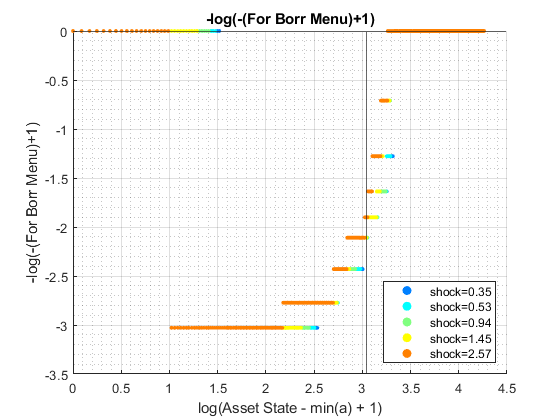 -log(-(For Borr Menu)+1)
-log(-(For Borr Menu)+1)
0
-0.5
-1
-1.5
-2
-2.5
-3
-3.5
0
0.5
1
1.5
2
2.5
3
3.5
4
4.5
log(Asset State - min(a) + 1)
shock=0.35
shock=0.53
shock=0.94
shock=1.45
shock=2.57